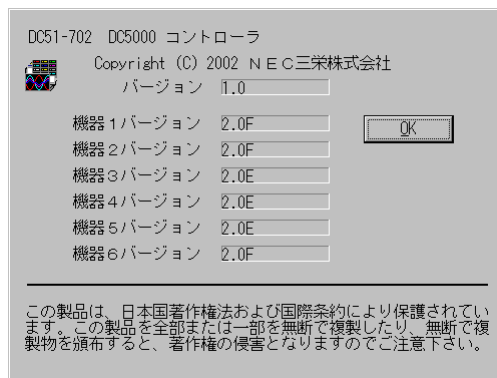 DC51-702 DC5000 コントローラ
Copyright (C) 2002 ＮＥＣ三栄株式会社
バージョン 1.0
機器１バージョン 2.0F
OK
機器２バージョン 2.0F
機器３バージョン 2.0E
機器４バージョン 2.0E
機器５バージョン 2.0E
機器６バージョン 2.0F
この製品は、日本国著作権法および国際条約により保護されてい
ます。この製品を全部または一部を無断で複製したり、無断で複
製物を頒布すると、著作権の侵害となりますのでご注意下さい。